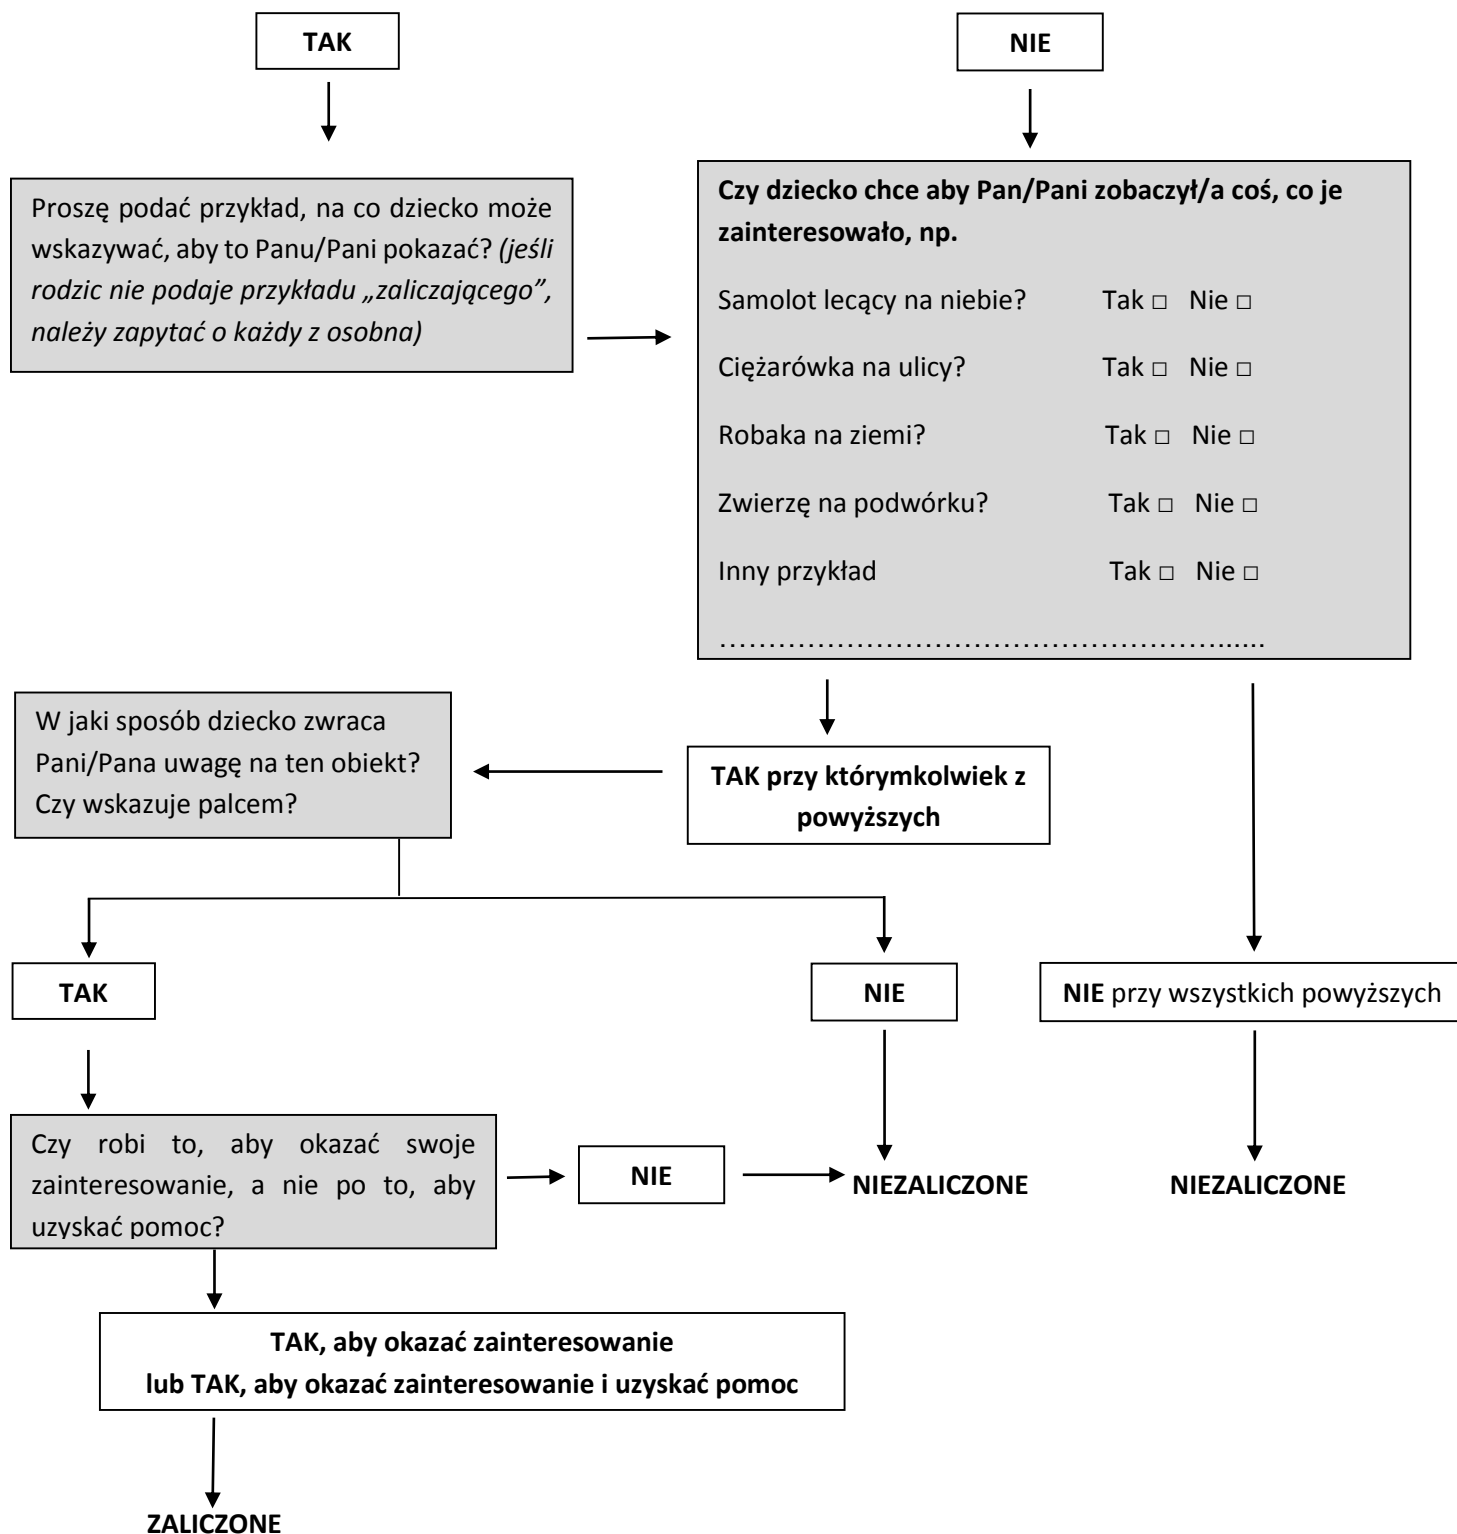 TAK
NIE
Proszę podać przykład, na co dziecko może
wskazywać, aby to Panu/Pani pokazać? (jeśli
rodzic nie podaje przykładu „zaliczającego”,
należy zapytać o każdy z osobna)
Czy dziecko chce aby Pan/Pani zobaczył/a coś, co je
zainteresowało, np.
Samolot lecący na niebie? Tak □ Nie □
Ciężarówka na ulicy? Tak □ Nie □
Robaka na ziemi? Tak □ Nie □
Zwierzę na podwórku? Tak □ Nie □
Inny przykład Tak □ Nie □
……………………………………………………......
W jaki sposób dziecko zwraca
Pani/Pana uwagę na ten obiekt?
Czy wskazuje palcem?
TAK przy którymkolwiek z
powyższych
TAK
NIE
NIE przy wszystkich powyższych
Czy robi to, aby okazać swoje
zainteresowanie, a nie po to, aby
uzyskać pomoc?
NIE
NIEZALICZONE
NIEZALICZONE
TAK, aby okazać zainteresowanie
lub TAK, aby okazać zainteresowanie i uzyskać pomoc
ZALICZONE